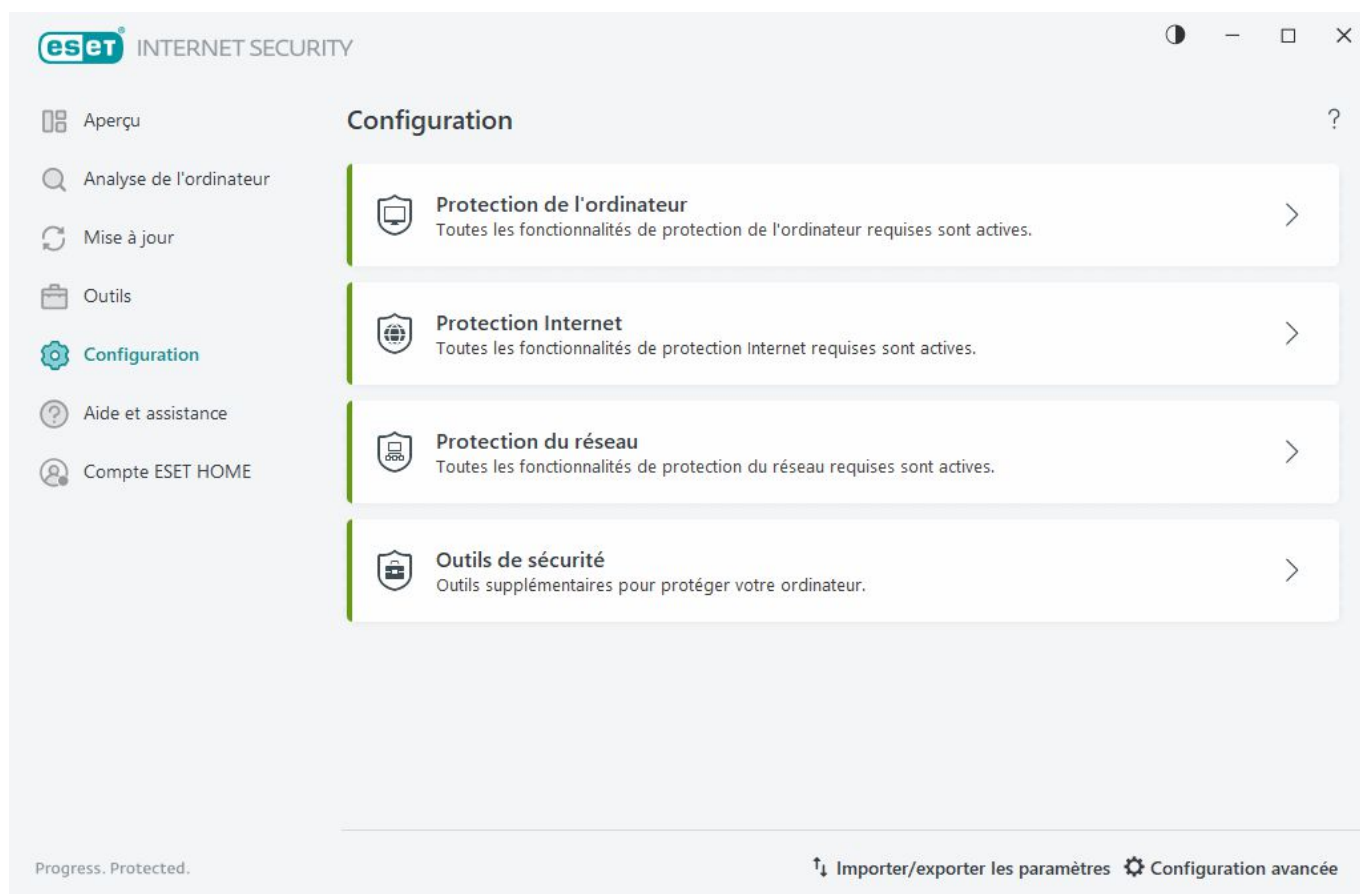 eset® INTERNET SECURITY
Aperçu
Analyse de l'ordinateur
Mise à jour
Outils
Configuration
Aide et assistance
Compte ESET HOME
Configuration
?
Protection de l'ordinateur
Toutes les fonctionnalités de protection de l'ordinateur requises sont actives.
Protection Internet
Toutes les fonctionnalités de protection Internet requises sont actives.
Protection du réseau
Toutes les fonctionnalités de protection du réseau requises sont actives.
Outils de sécurité
Outils supplémentaires pour protéger votre ordinateur.
Progress. Protected.
Importer/exporter les paramètres
Configuration avancée